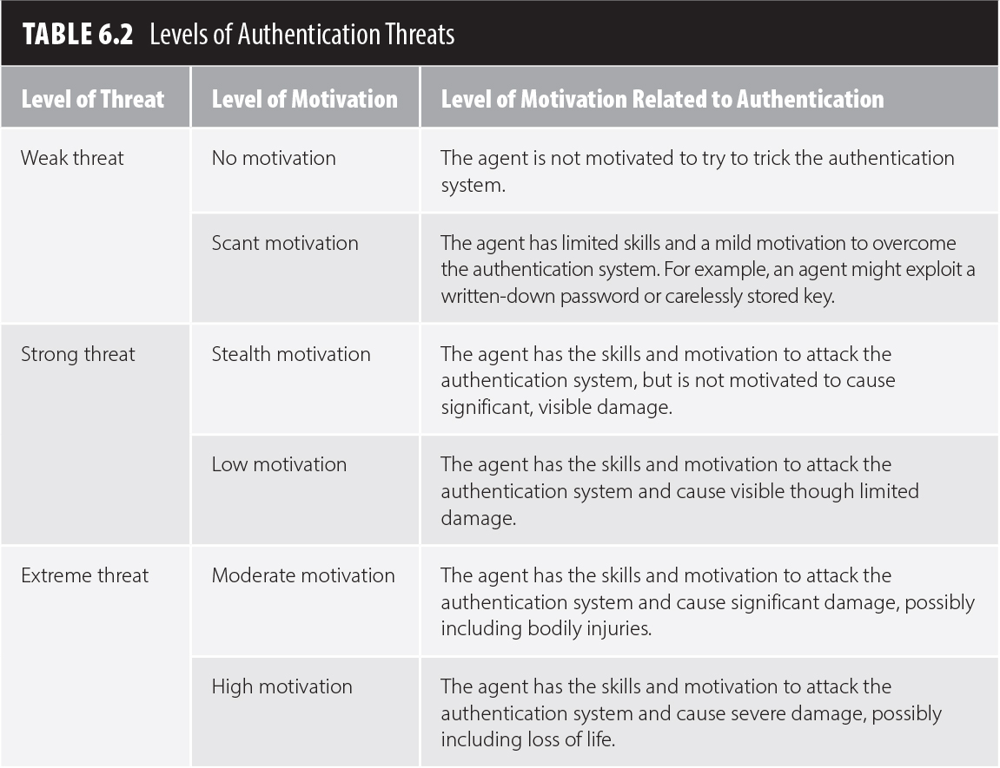 TABLE 6.2 Levels of Authentication Threats
Level of Threat
Level of Motivation
Level of Motivation Related to Authentication
Weak threat
No motivation
The agent is not motivated to try to trick the authentication
system.
Scant motivation
The agent has limited skills and a mild motivation to overcome
the authentication system. For example, an agent might exploit a
written-down password or carelessly stored key.
Strong threat
Stealth motivation
The agent has the skills and motivation to attack the
authentication system, but is not motivated to cause
significant, visible damage.
Low motivation
The agent has the skills and motivation to attack the
authentication system and cause visible though limited
damage.
Extreme threat
Moderate motivation
The agent has the skills and motivation to attack the
authentication system and cause significant damage, possibly
including bodily injuries.
High motivation
The agent has the skills and motivation to attack the
authentication system and cause severe damage, possibly
including loss of life.